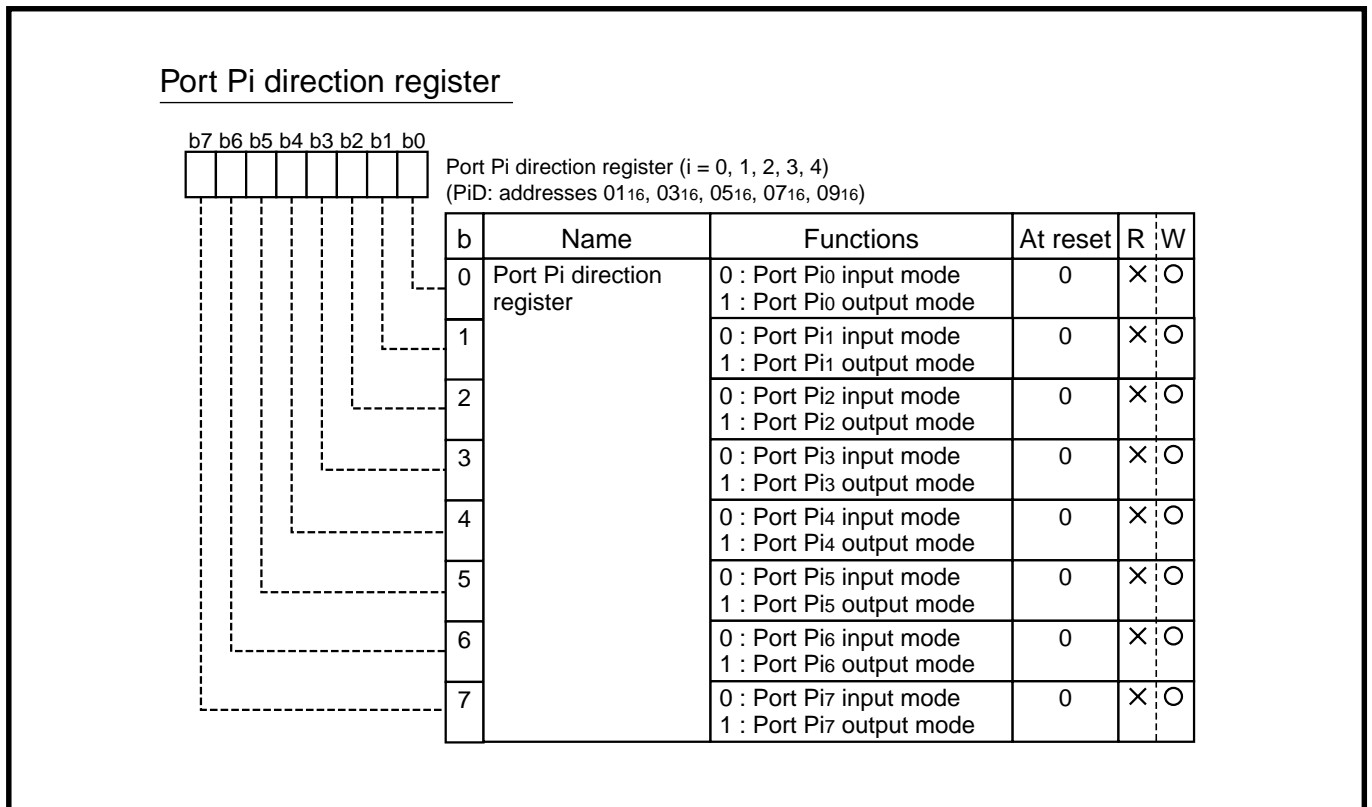 Port Pi direction register
b7 b6 b5 b4 b3 b2 b1 b0
Port Pi direction register (i = 0, 1, 2, 3, 4)
(PiD: addresses 0116, 0316, 0516, 0716, 0916)
b Name Functions At reset R W
0 Port Pi direction 0 : Port Pi0 input mode 0 × O
register 1 : Port Pi0 output mode
1 0 : Port Pi1 input mode 0 × O
1 : Port Pi1 output mode
2 0 : Port Pi2 input mode 0 × O
1 : Port Pi2 output mode
3 0 : Port Pi3 input mode 0 × O
1 : Port Pi3 output mode
4 0 : Port Pi4 input mode 0 × O
1 : Port Pi4 output mode
5 0 : Port Pi5 input mode 0 × O
1 : Port Pi5 output mode
6 0 : Port Pi6 input mode 0 × O
1 : Port Pi6 output mode
7 0 : Port Pi7 input mode 0 × O
1 : Port Pi7 output mode